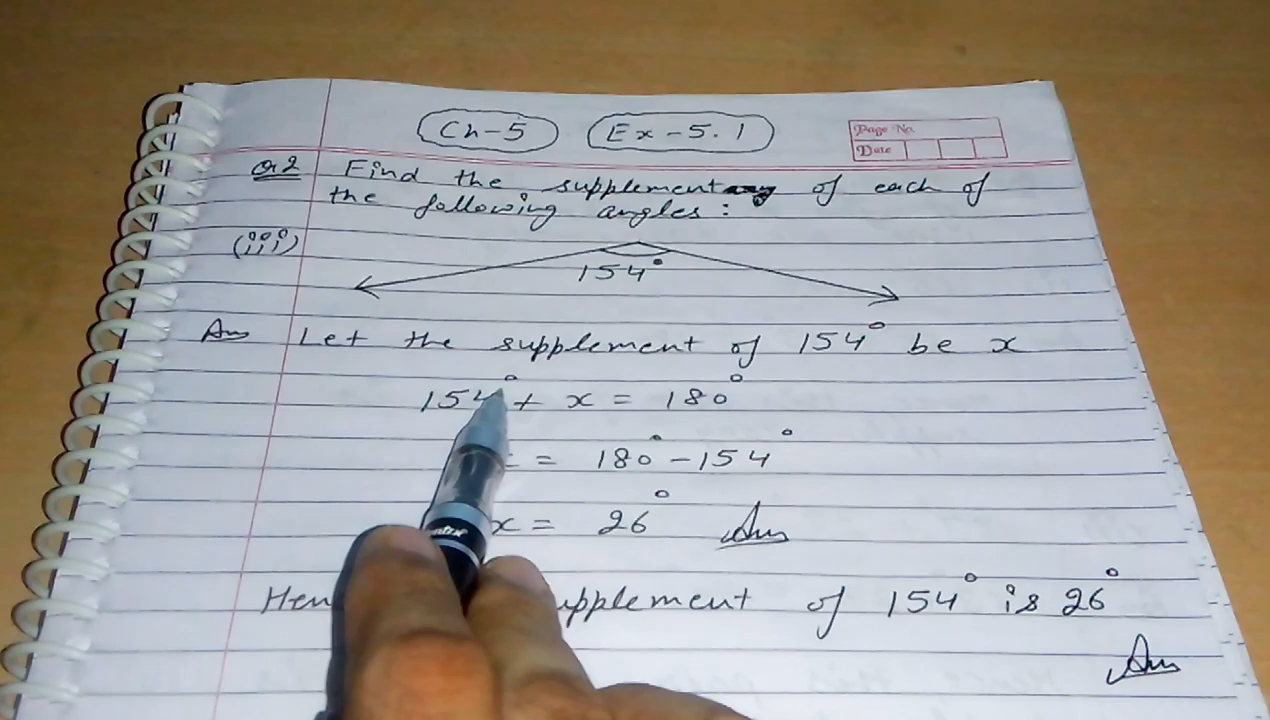 Ch-5 Ex-5.1
Page No.
Date
Q2 Find the supplement of each of
the following angles:
(iii)
154°
Ans Let the supplement of 154° be x
154° + x = 180°
= 180° - 154°
x = 26° Ans
supplement of 154° is 26°
Ans